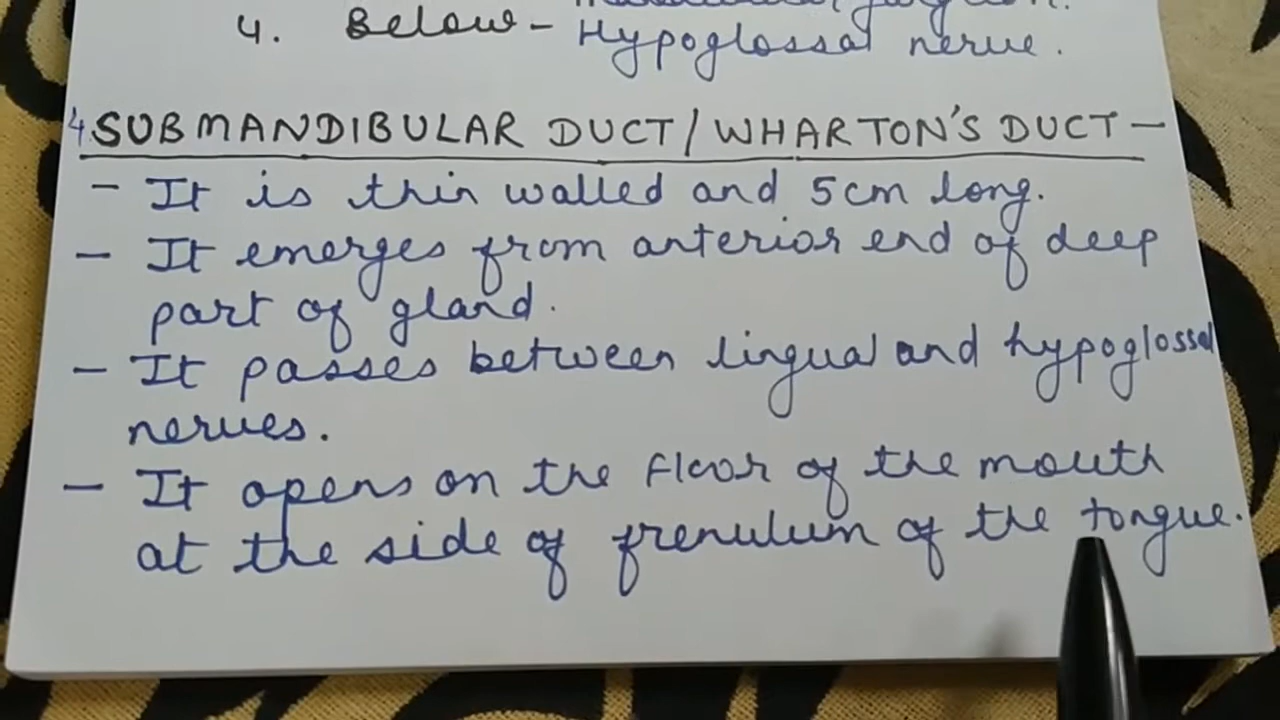 4. Below - Hypoglossal nerve.
4 SUBMANDIBULAR DUCT / WHARTON'S DUCT -
- It is thin walled and 5cm long.
- It emerges from anterior end of deep
part of gland.
- It passes between lingual and hypoglossal
nerves.
- It opens on the floor of the mouth
at the side of frenulum of the tongue.